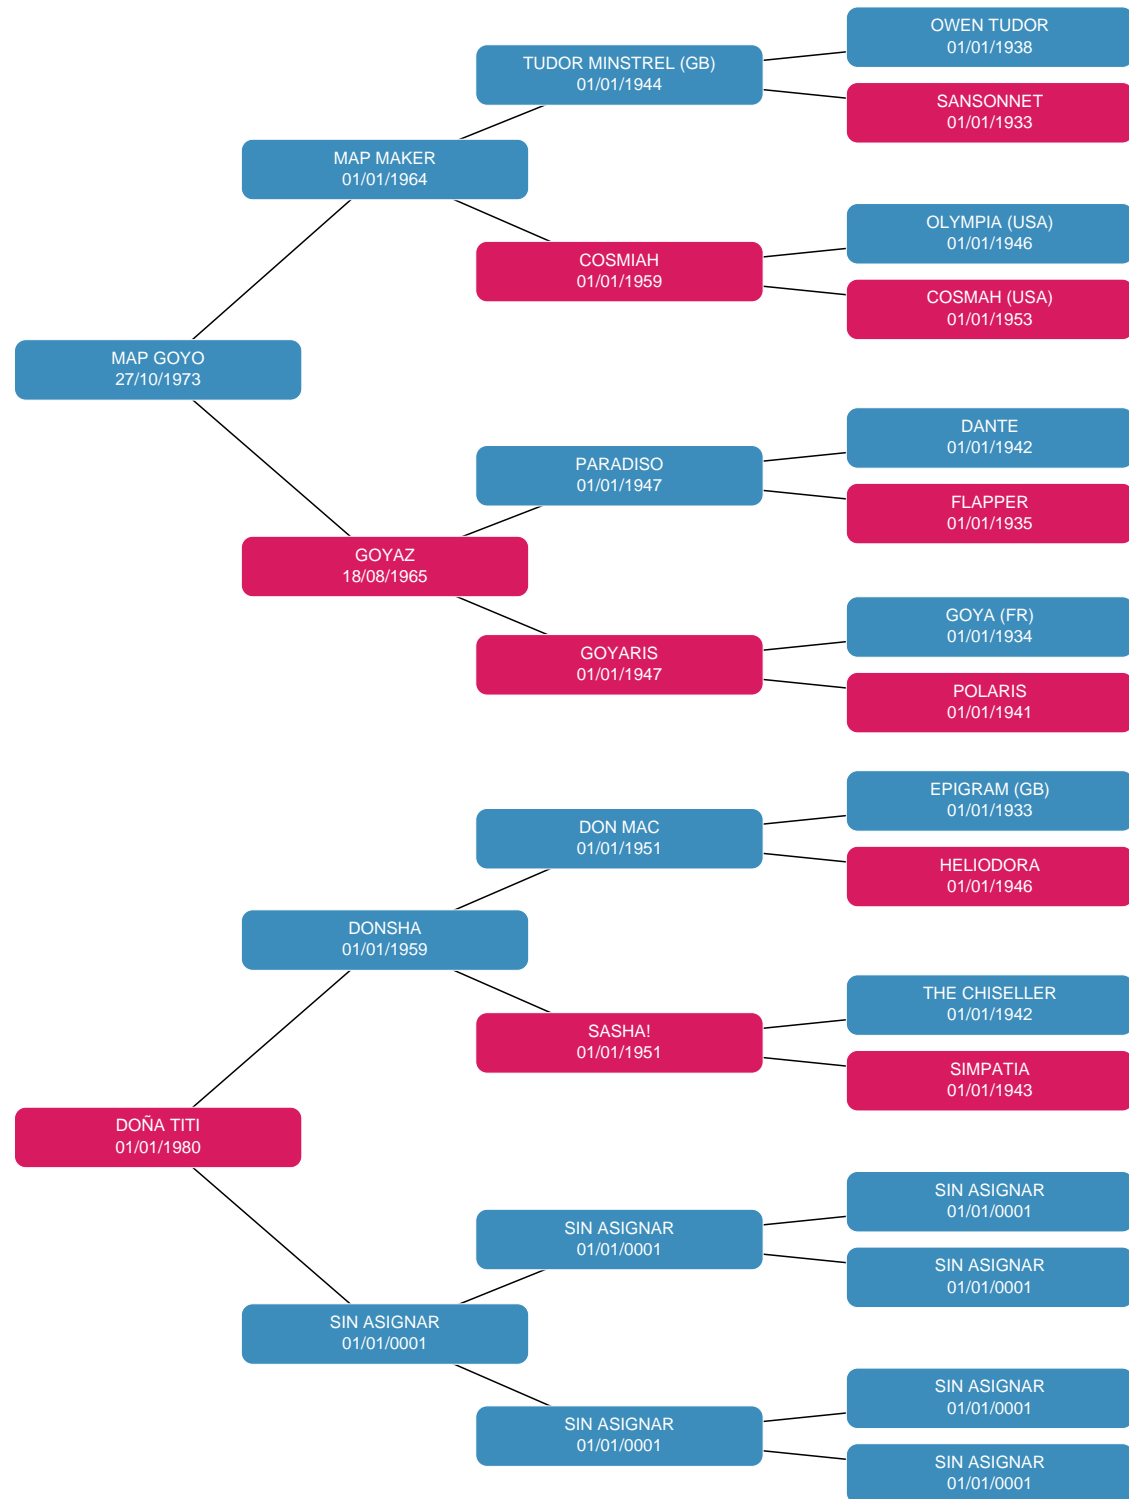 OWEN TUDOR
01/01/1938
TUDOR MINSTREL (GB)
01/01/1944
SANSONNET
01/01/1933
MAP MAKER
01/01/1964
OLYMPIA (USA)
01/01/1946
COSMIAH
01/01/1959
COSMAH (USA)
01/01/1953
MAP GOYO
27/10/1973
DANTE
01/01/1942
PARADISO
01/01/1947
FLAPPER
01/01/1935
GOYAZ
18/08/1965
GOYA (FR)
01/01/1934
GOYARIS
01/01/1947
POLARIS
01/01/1941
EPIGRAM (GB)
01/01/1933
DON MAC
01/01/1951
HELIODORA
01/01/1946
DONSHA
01/01/1959
THE CHISELLER
01/01/1942
SASHA!
01/01/1951
SIMPATIA
01/01/1943
DOÑA TITI
01/01/1980
SIN ASIGNAR
01/01/0001
SIN ASIGNAR
01/01/0001
SIN ASIGNAR
01/01/0001
SIN ASIGNAR
01/01/0001
SIN ASIGNAR
01/01/0001
SIN ASIGNAR
01/01/0001
SIN ASIGNAR
01/01/0001